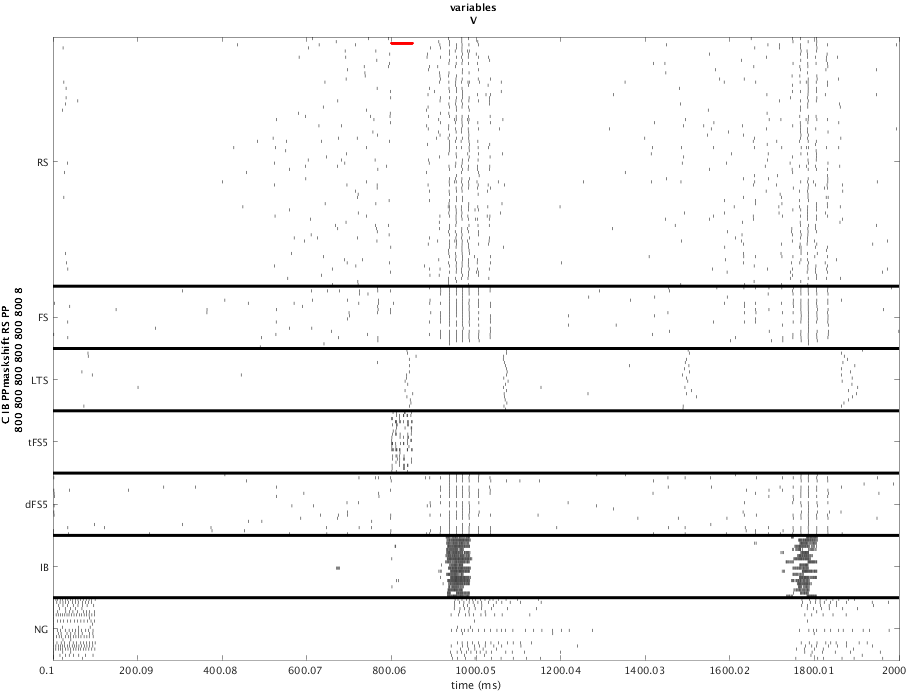 variables
V
RS
FS
LTS
tFS5
dFS5
IB
NG
C IB PPmaskshift RS PP
800 800 800 800 800 800 8
0.1 200.09 400.08 600.07 800.06 1000.05 1200.04 1400.03 1600.02 1800.01 2000
time (ms)